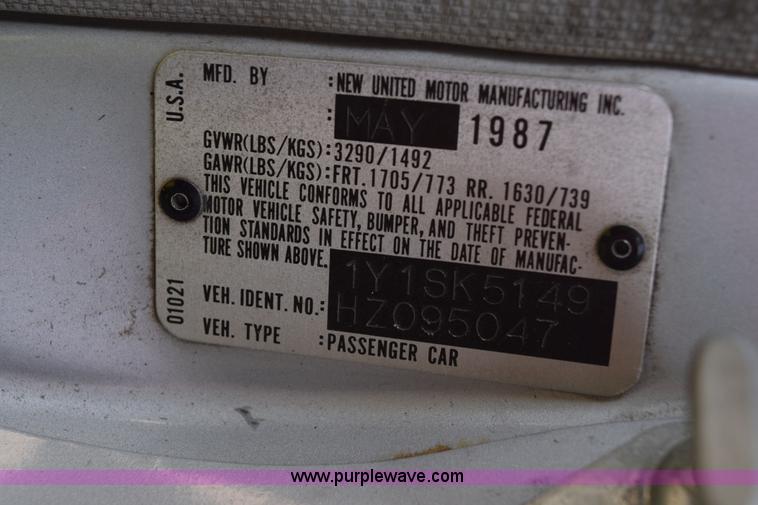 U.S.A.
MFD. BY :NEW UNITED MOTOR MANUFACTURING INC.
: MAY 1987
GVWR(LBS/KGS):3290/1492
GAWR(LBS/KGS):FRT. 1705/773 RR. 1630/739
THIS VEHICLE CONFORMS TO ALL APPLICABLE FEDERAL
MOTOR VEHICLE SAFETY, BUMPER, AND THEFT PREVEN-
TION STANDARDS IN EFFECT ON THE DATE OF MANUFAC-
TURE SHOWN ABOVE.
VEH. IDENT. NO.: 1Y1SK5149
HZ095047
VEH. TYPE :PASSENGER CAR
01021
www.purplewave.com